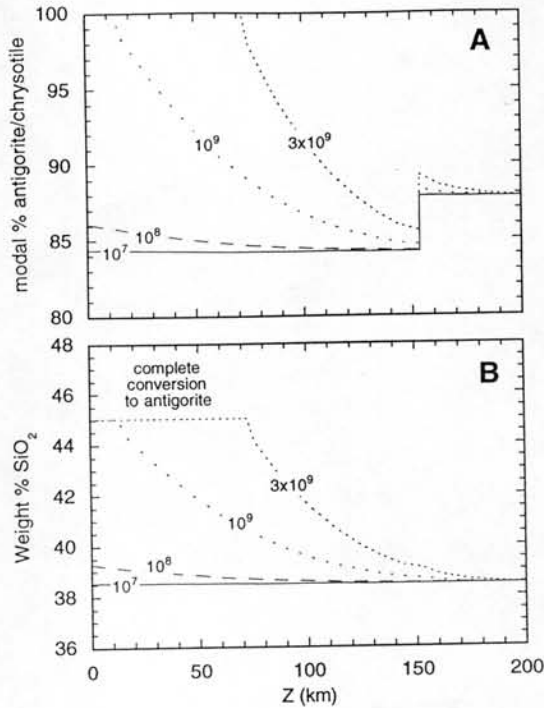 100
95
90
85
80
modal % antigorite/chrysotile
A
10⁹
3x10⁹
10⁸
10⁷
48
46
44
42
40
38
36
Weight % SiO₂
B
complete
conversion
to antigorite
3x10⁹
10⁹
10⁸
10⁷
0
50
100
150
200
Z (km)